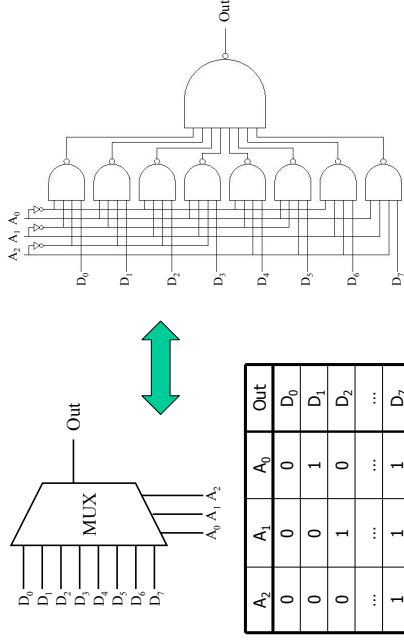 D0
D1
D2
D3
D4
D5
D6
D7
MUX
Out
A0 A1 A2
A2 A1 A0
D0
D1
D2
D3
D4
D5
D6
D7
Out
A2 A1 A0 Out
0 0 0 D0
0 0 1 D1
0 1 0 D2
... ... ... ...
1 1 1 D7